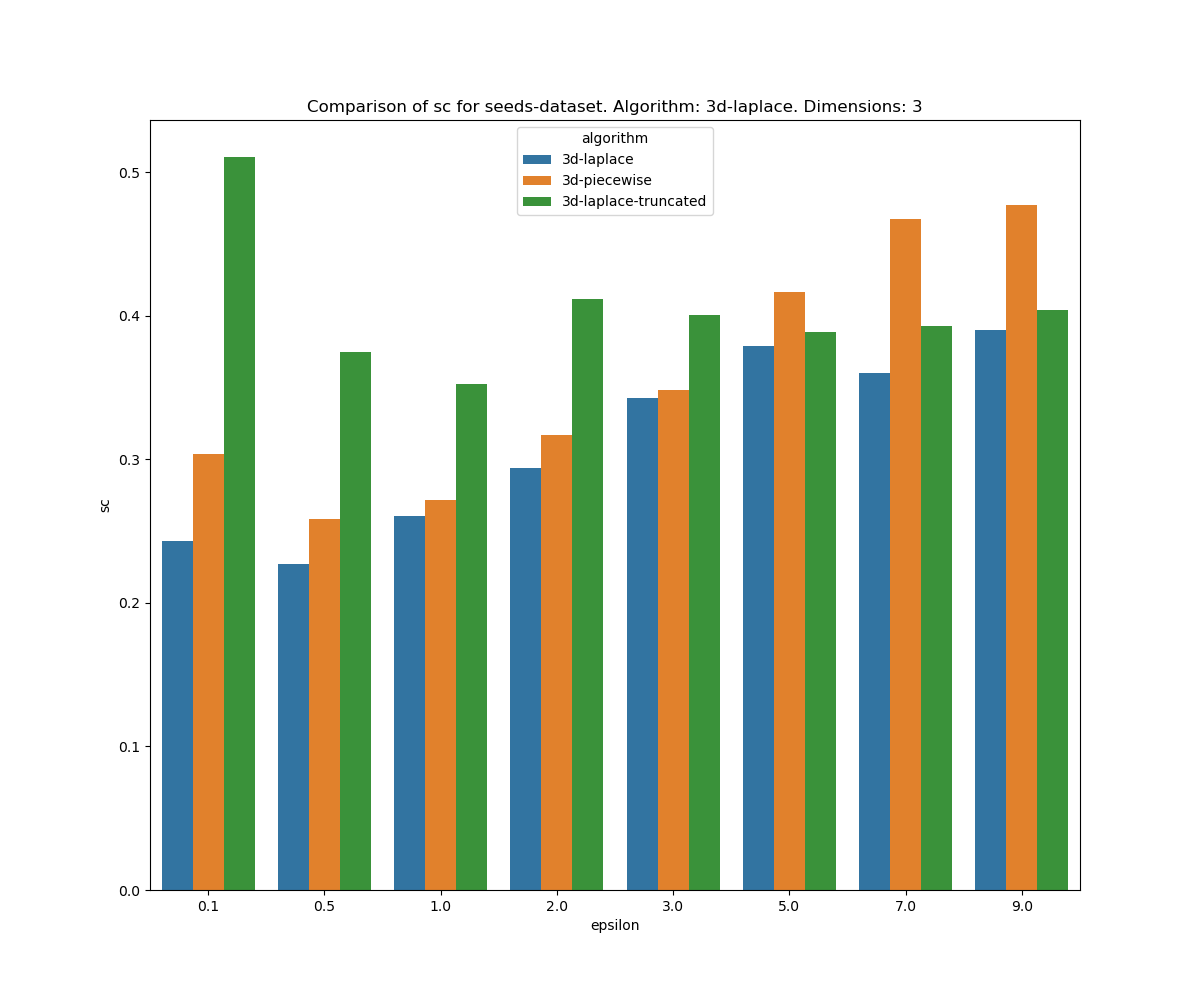 Comparison of sc for seeds-dataset. Algorithm: 3d-laplace. Dimensions: 3
algorithm
3d-laplace
3d-piecewise
3d-laplace-truncated
0.5
0.4
0.3
0.2
0.1
0.0
sc
0.1 0.5 1.0 2.0 3.0 5.0 7.0 9.0
epsilon